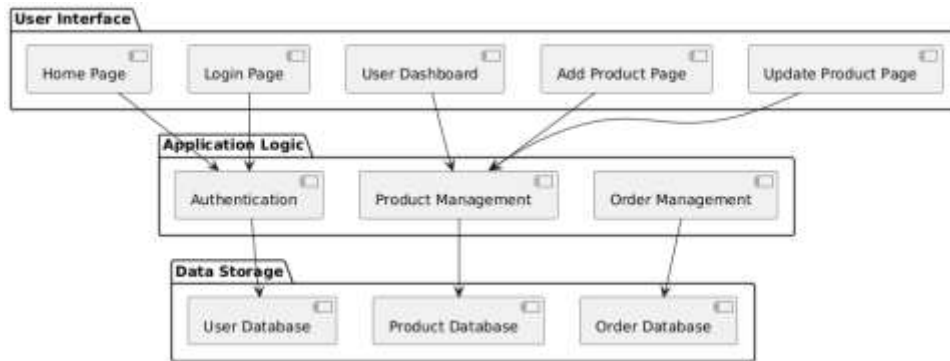 User Interface
Home Page
Login Page
User Dashboard
Add Product Page
Update Product Page
Application Logic
Authentication
Product Management
Order Management
Data Storage
User Database
Product Database
Order Database